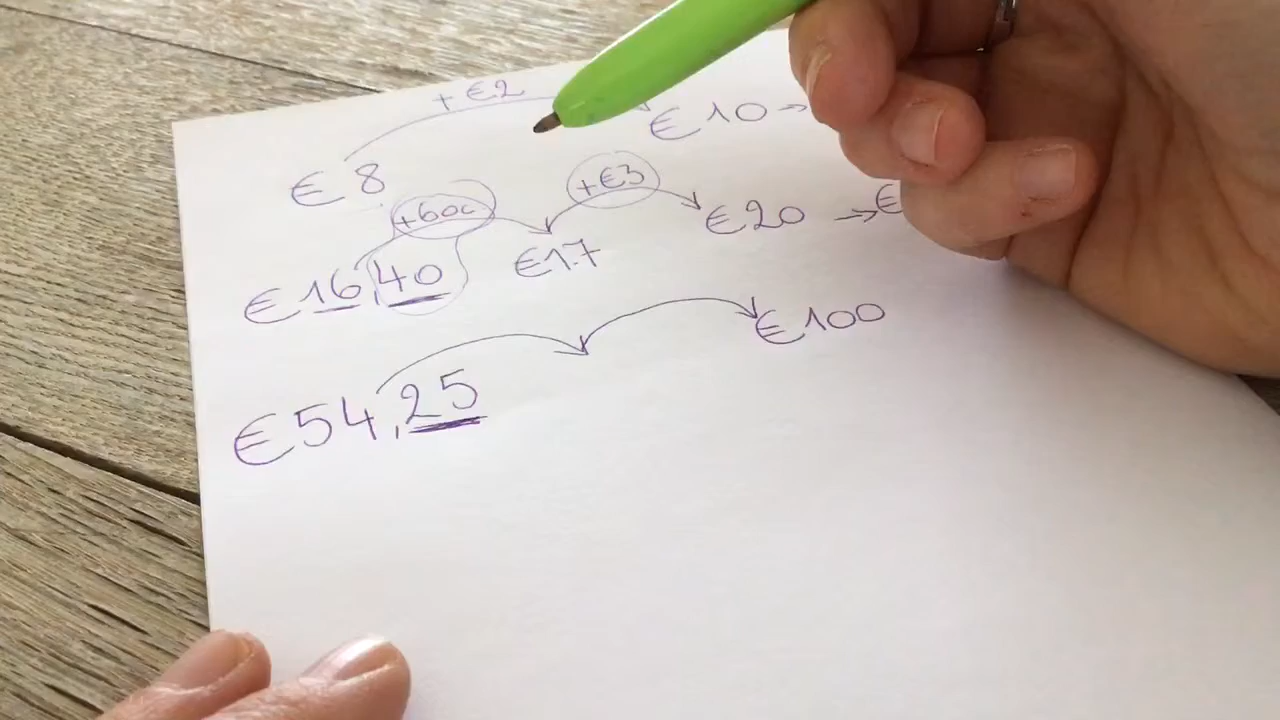 + €2
€ 8 € 10 →
+60c +€3
€ 16,40 € 17 € 20 → €
€ 54,25 € 100